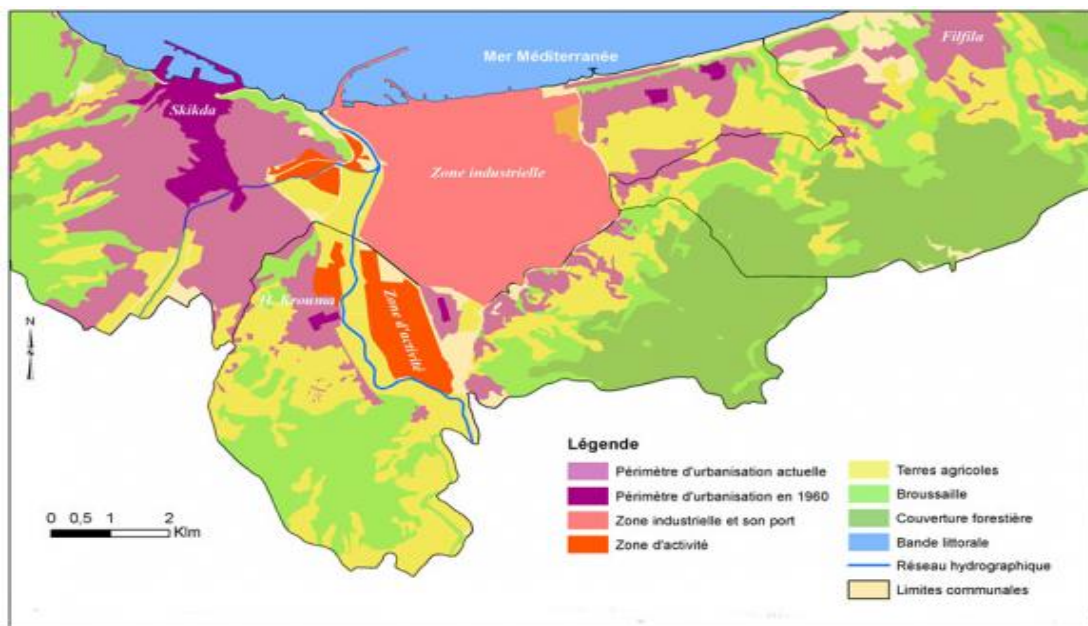 Mer Méditerranée
Filfila
Skikda
Zone industrielle
H. Krouma
Zone d'activité
N
0 0,5 1 2
Klm
Légende
Périmètre d'urbanisation actuelle
Périmètre d'urbanisation en 1960
Zone industrielle et son port
Zone d'activité
Terres agricoles
Broussaille
Couverture forestière
Bande littorale
Réseau hydrographique
Limites communales